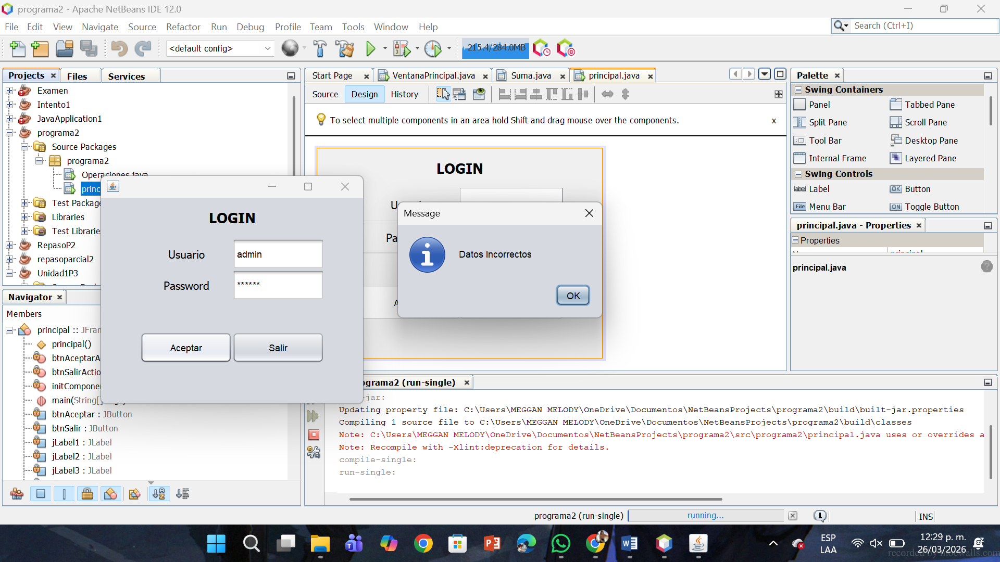 programa2 - Apache NetBeans IDE 12.0
File Edit View Navigate Source Refactor Run Debug Profile Team Tools Window Help
Search (Ctrl+I)
<default config>
215.4/284.0MB
Projects
Files
Services
Examen
Intento1
JavaApplication1
programa2
Source Packages
programa2
Operaciones.java
princ
Test Package
Libraries
Test Librarie
RepasoP2
repasoparcial2
Unidad1P3
Navigator
Members
principal :: JFran
principal()
btnAceptarA
btnSalirActio
initComponen
main(String[]
btnAceptar : JButton
btnSalir : JButton
jLabel1 : JLabel
jLabel2 : JLabel
jLabel3 : JLabel
Start Page
VentanaPrincipal.java
Suma.java
principal.java
Source Design History
To select multiple components in an area hold Shift and drag mouse over the components.
x
LOGIN
Pa
LOGIN
Usuario
admin
Password
******
Aceptar
Salir
Message
Datos Incorrectos
OK
Palette
Swing Containers
Panel
Tabbed Pane
Split Pane
Scroll Pane
Tool Bar
Desktop Pane
Internal Frame
Layered Pane
Swing Controls
Label
Button
Menu Bar
Toggle Button
principal.java - Properties
Properties
principal.java
ograma2 (run-single)
jar:
Updating property file: C:\Users\MEGGAN MELODY\OneDrive\Documentos\NetBeansProjects\programa2\build\built-jar.properties
Compiling 1 source file to C:\Users\MEGGAN MELODY\OneDrive\Documentos\NetBeansProjects\programa2\build\classes
Note: C:\Users\MEGGAN MELODY\OneDrive\Documentos\NetBeansProjects\programa2\src\programa2\principal.java uses or overrides a
Note: Recompile with -Xlint:deprecation for details.
compile-single:
run-single:
programa2 (run-single)
running...
INS
ESP
LAA
12:29 p. m.
26/03/2026